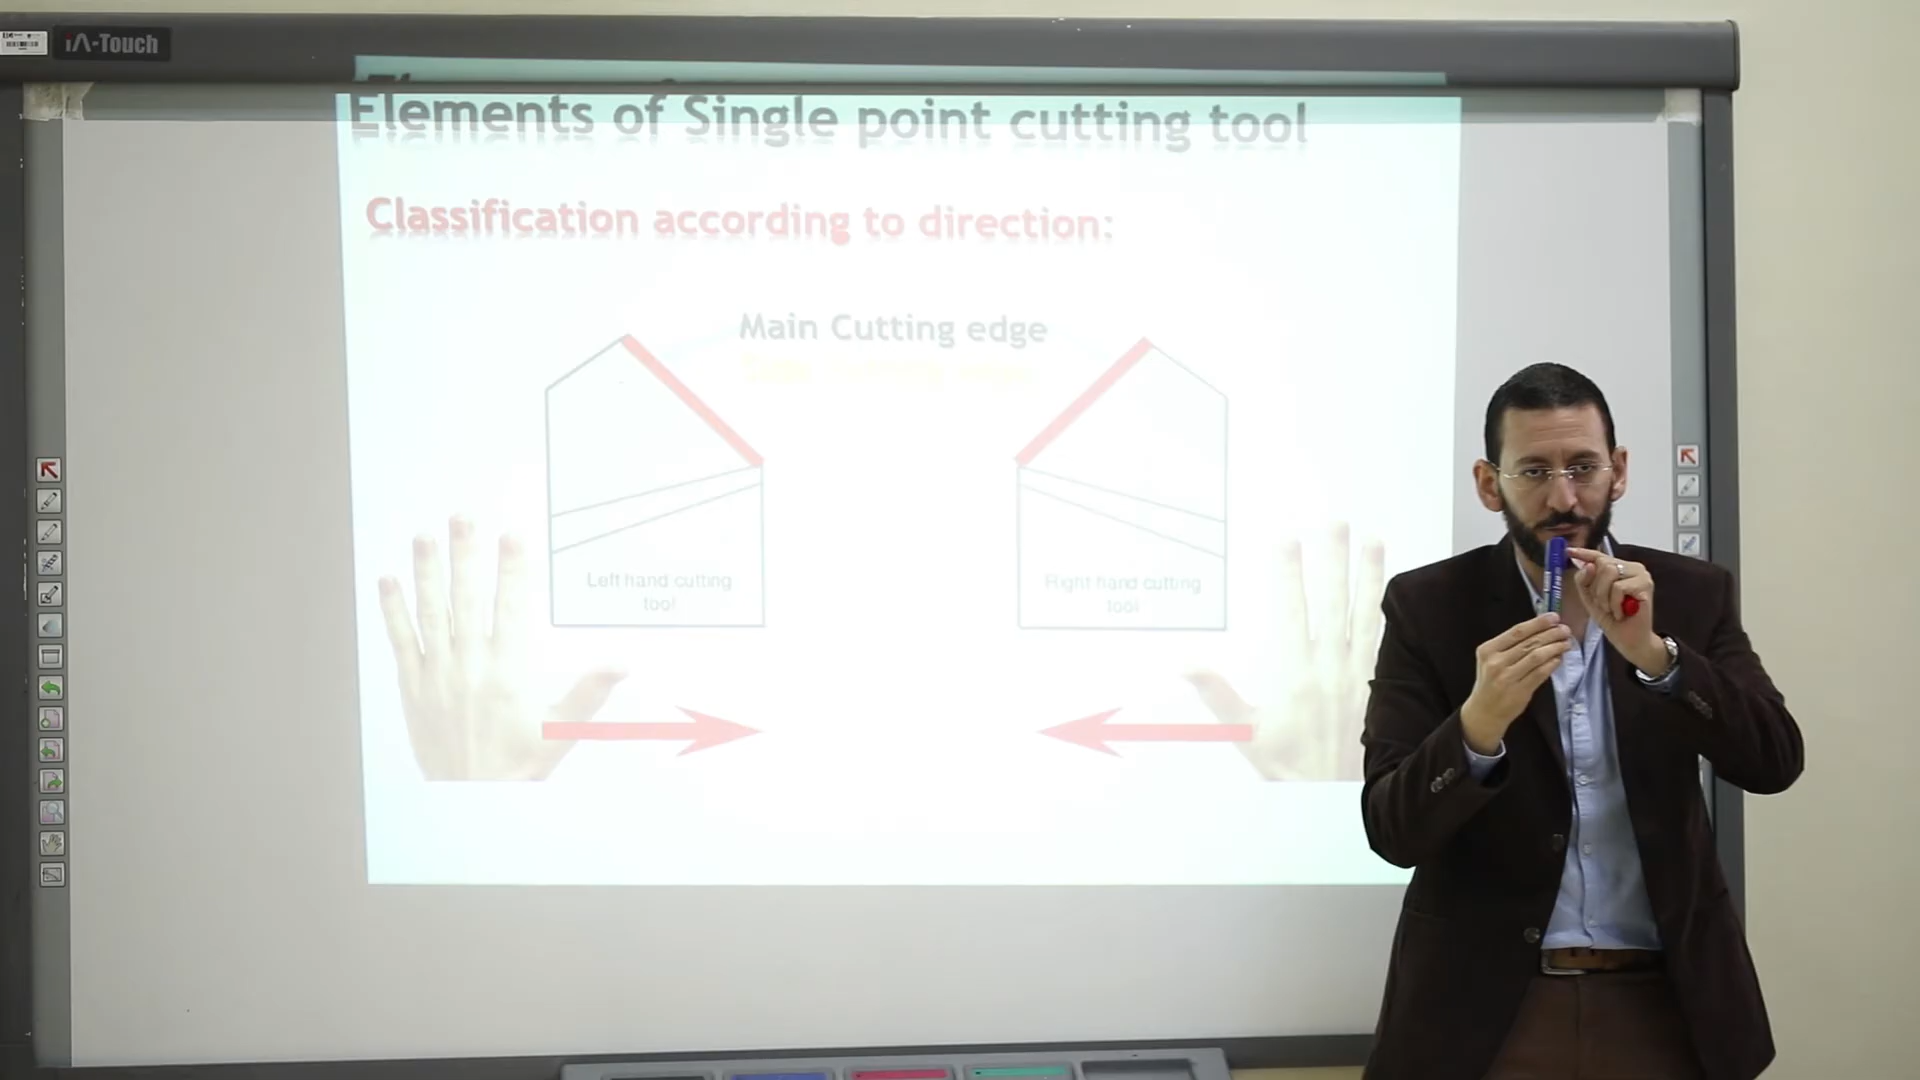 iA-Touch
Elements of Single point cutting tool
Classification according to direction:
Main Cutting edge
Left hand cutting
tool
Right hand cutting
tool